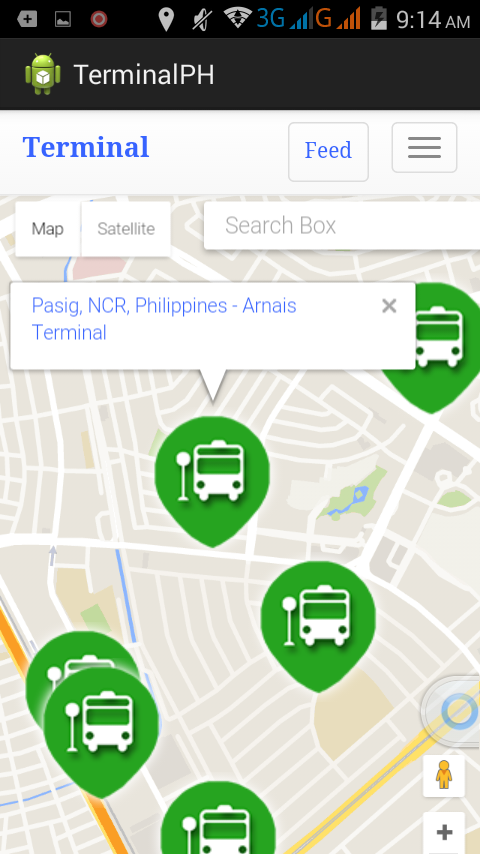 3G G 9:14 AM
TerminalPH
Terminal
Feed
Map Satellite Search Box
Pasig, NCR, Philippines - Arnais
Terminal